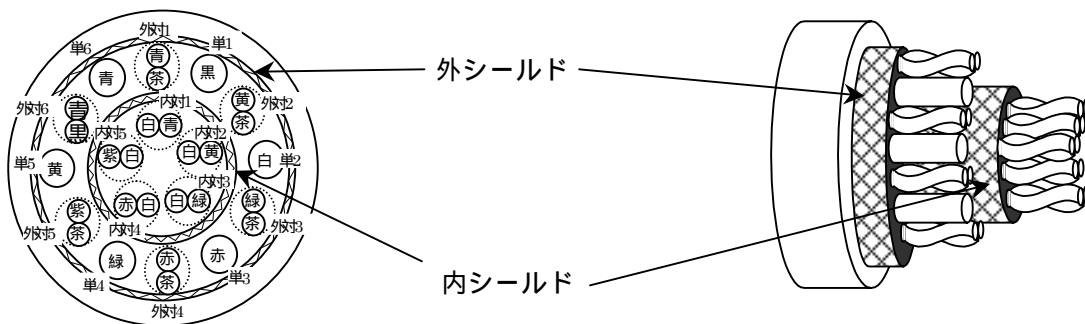 外対1
単6
単1
青
茶
青
黒
外シールド
外対6
青
黒
内対1
黄
茶
外対2
白青
内対5
内対2
紫白
白黄
単5
黄
白
単2
内対3
赤白
白緑
緑
茶
紫
茶
外対5
内対4
外対3
緑
赤
赤
茶
単4
単3
内シールド
外対4